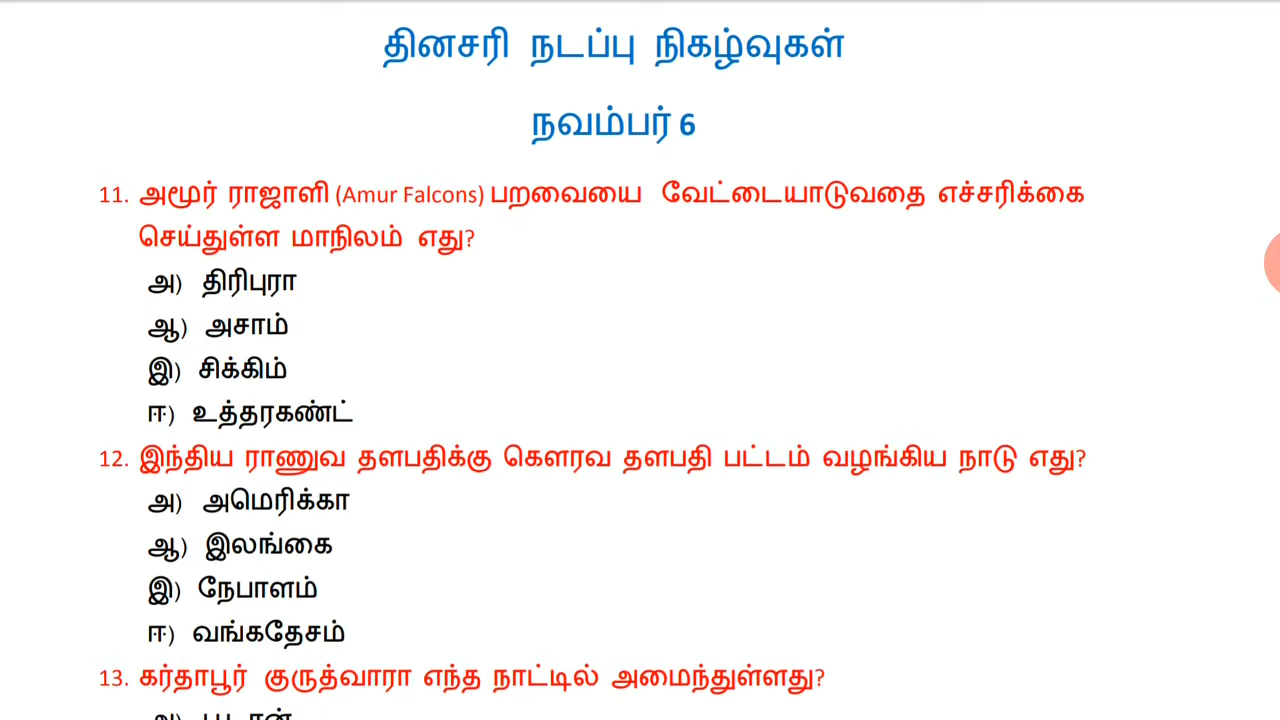 தினசரி நடப்பு நிகழ்வுகள்
நவம்பர் 6
11. அமூர் ராஜாளி (Amur Falcons) பறவையை வேட்டையாடுவதை எச்சரிக்கை
செய்துள்ள மாநிலம் எது?
அ) திரிபுரா
ஆ) அசாம்
இ) சிக்கிம்
ஈ) உத்தரகண்ட்
12. இந்திய ராணுவ தளபதிக்கு கௌரவ தளபதி பட்டம் வழங்கிய நாடு எது?
அ) அமெரிக்கா
ஆ) இலங்கை
இ) நேபாளம்
ஈ) வங்கதேசம்
13. கர்தாபூர் குருத்வாரா எந்த நாட்டில் அமைந்துள்ளது?